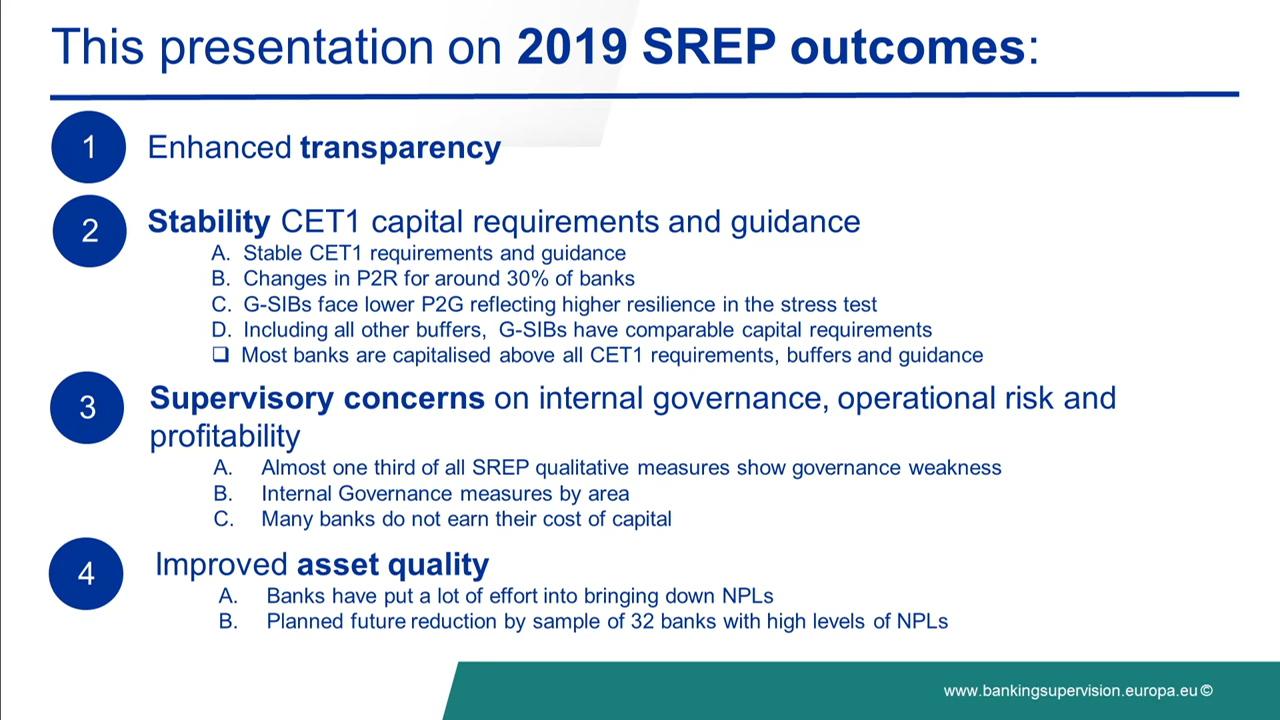 This presentation on 2019 SREP outcomes:
1 Enhanced transparency
2 Stability CET1 capital requirements and guidance
A. Stable CET1 requirements and guidance
B. Changes in P2R for around 30% of banks
C. G-SIBs face lower P2G reflecting higher resilience in the stress test
D. Including all other buffers, G-SIBs have comparable capital requirements
❑ Most banks are capitalised above all CET1 requirements, buffers and guidance
3 Supervisory concerns on internal governance, operational risk and
profitability
A. Almost one third of all SREP qualitative measures show governance weakness
B. Internal Governance measures by area
C. Many banks do not earn their cost of capital
4 Improved asset quality
A. Banks have put a lot of effort into bringing down NPLs
B. Planned future reduction by sample of 32 banks with high levels of NPLs
www.bankingsupervision.europa.eu©